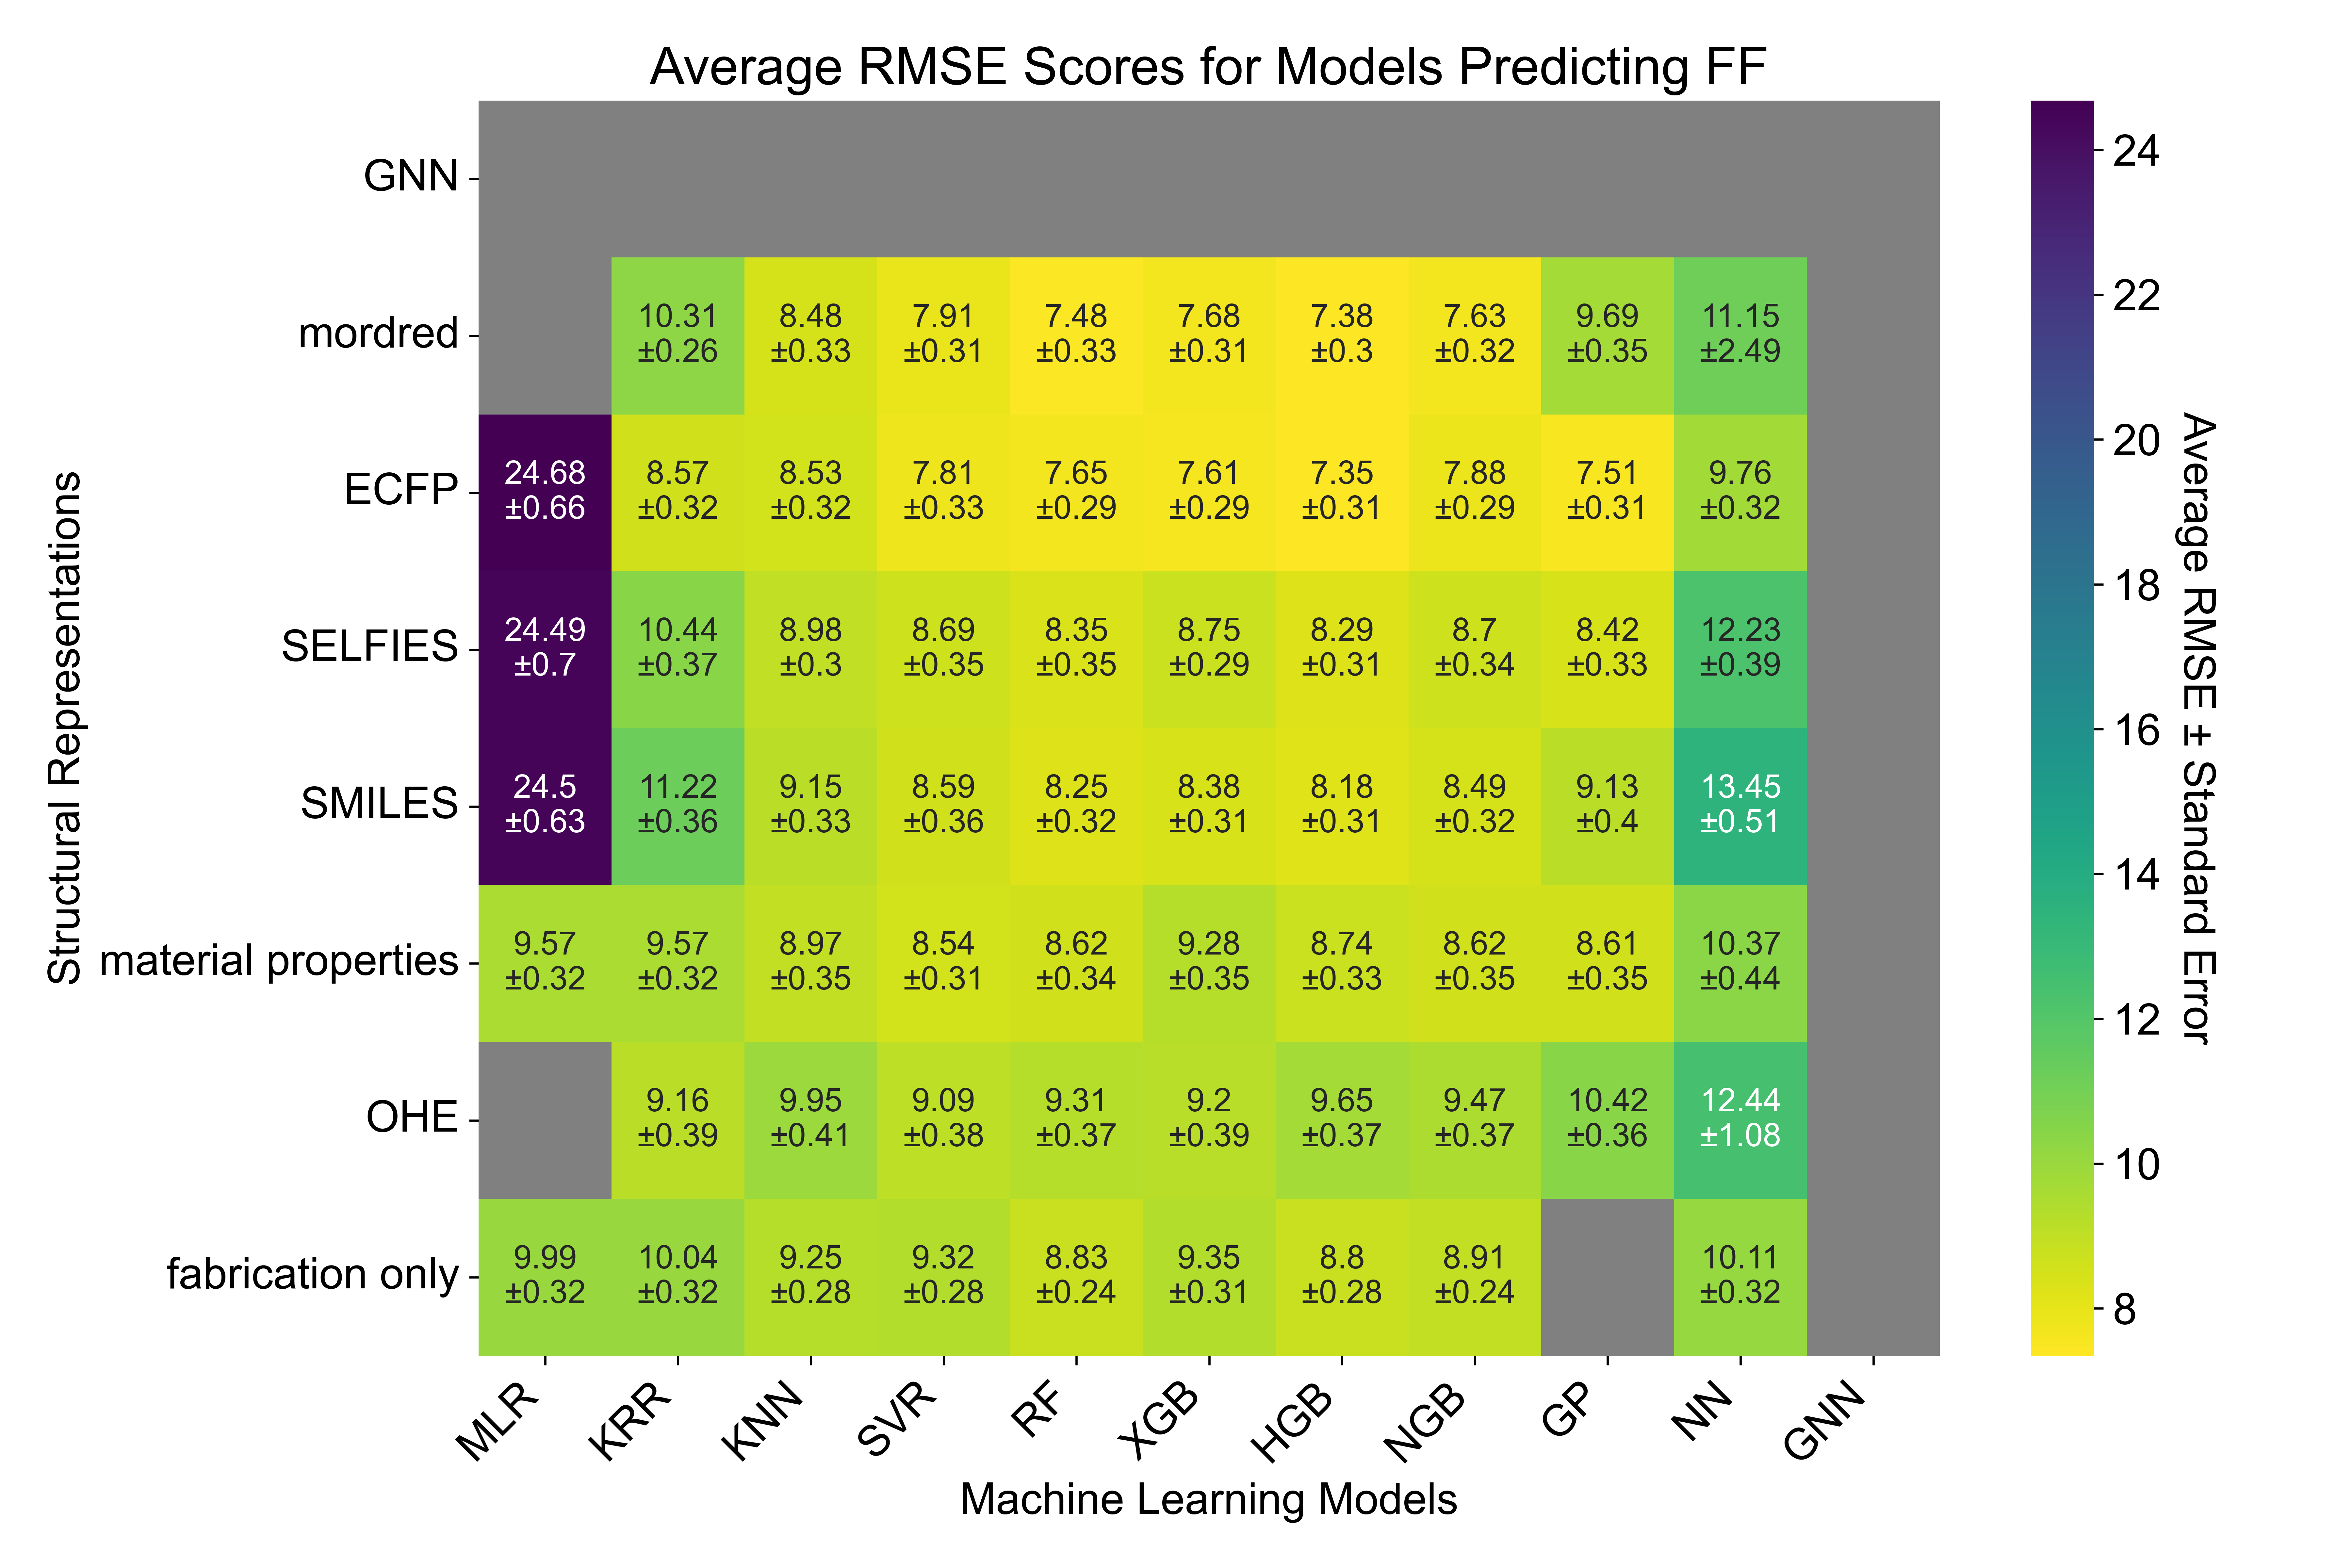 Average RMSE Scores for Models Predicting FF
Structural Representations
GNN
mordred
10.31 8.48 7.91 7.48 7.68 7.38 7.63 9.69 11.15
±0.26 ±0.33 ±0.31 ±0.33 ±0.31 ±0.3 ±0.32 ±0.35 ±2.49
ECFP
24.68 8.57 8.53 7.81 7.65 7.61 7.35 7.88 7.51 9.76
±0.66 ±0.32 ±0.32 ±0.33 ±0.29 ±0.29 ±0.31 ±0.29 ±0.31 ±0.32
SELFIES
24.49 10.44 8.98 8.69 8.35 8.75 8.29 8.7 8.42 12.23
±0.7 ±0.37 ±0.3 ±0.35 ±0.35 ±0.29 ±0.31 ±0.34 ±0.33 ±0.39
SMILES
24.5 11.22 9.15 8.59 8.25 8.38 8.18 8.49 9.13 13.45
±0.63 ±0.36 ±0.33 ±0.36 ±0.32 ±0.31 ±0.31 ±0.32 ±0.4 ±0.51
material properties
9.57 9.57 8.97 8.54 8.62 9.28 8.74 8.62 8.61 10.37
±0.32 ±0.32 ±0.35 ±0.31 ±0.34 ±0.35 ±0.33 ±0.35 ±0.35 ±0.44
OHE
9.16 9.95 9.09 9.31 9.2 9.65 9.47 10.42 12.44
±0.39 ±0.41 ±0.38 ±0.37 ±0.39 ±0.37 ±0.37 ±0.36 ±1.08
fabrication only
9.99 10.04 9.25 9.32 8.83 9.35 8.8 8.91 10.11
±0.32 ±0.32 ±0.28 ±0.28 ±0.24 ±0.31 ±0.28 ±0.24 ±0.32
MLR KRR KNN SVR RF XGB HGB NGB GP NN GNN
Machine Learning Models
24
22
20
18
16
14
12
10
8
Average RMSE ± Standard Error